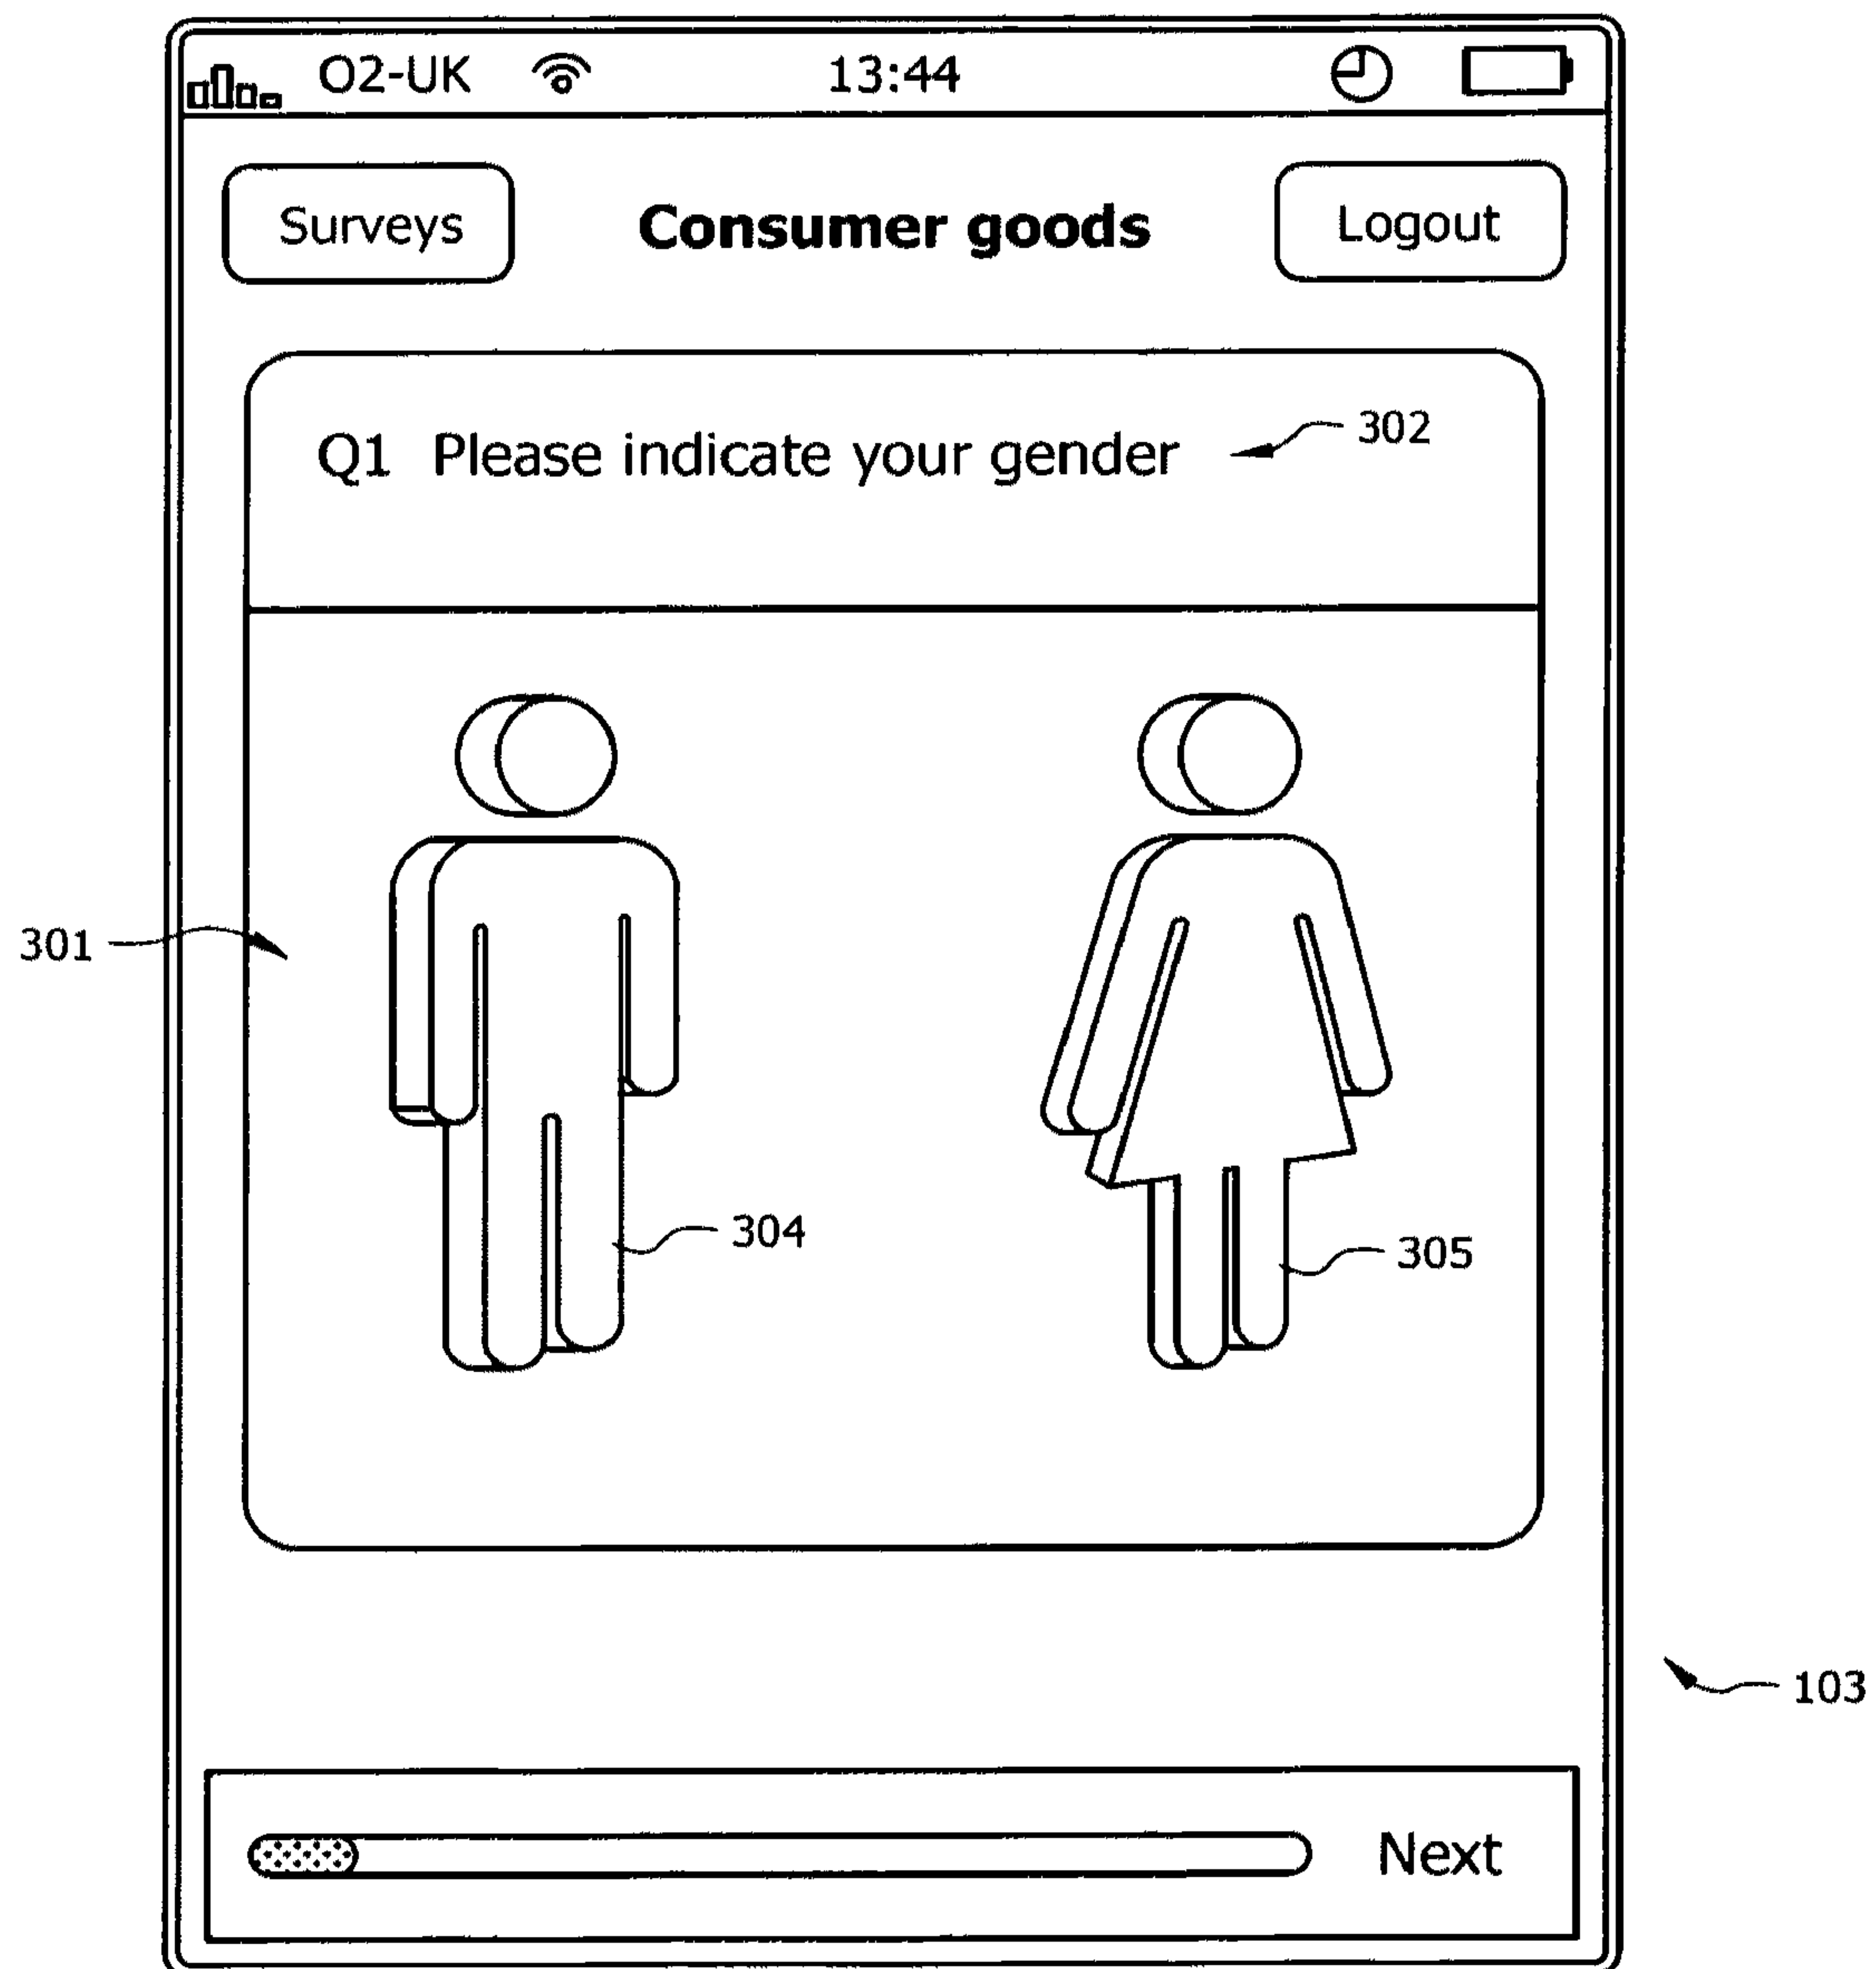 O2-UK 13:44
Surveys Consumer goods Logout
Q1 Please indicate your gender
302
301
304
305
103
Next